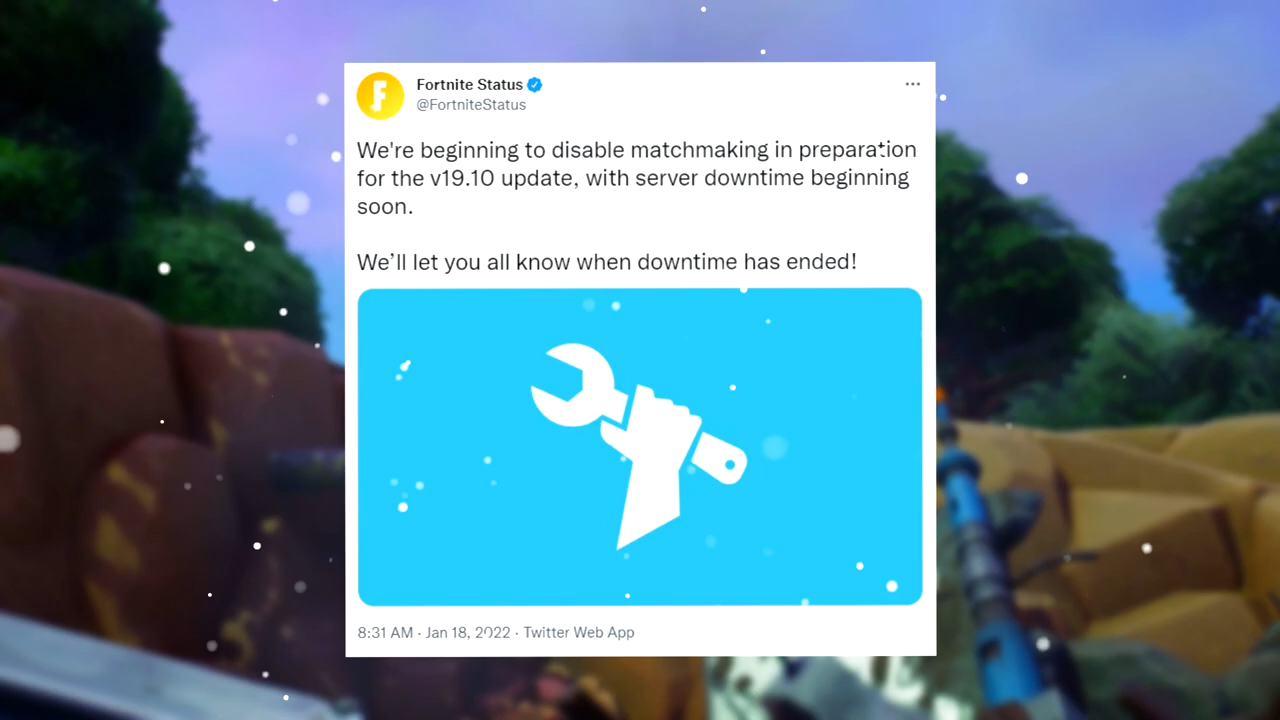 Fortnite Status
@FortniteStatus
We're beginning to disable matchmaking in preparation
for the v19.10 update, with server downtime beginning
soon.
We’ll let you all know when downtime has ended!
8:31 AM · Jan 18, 2022 · Twitter Web App